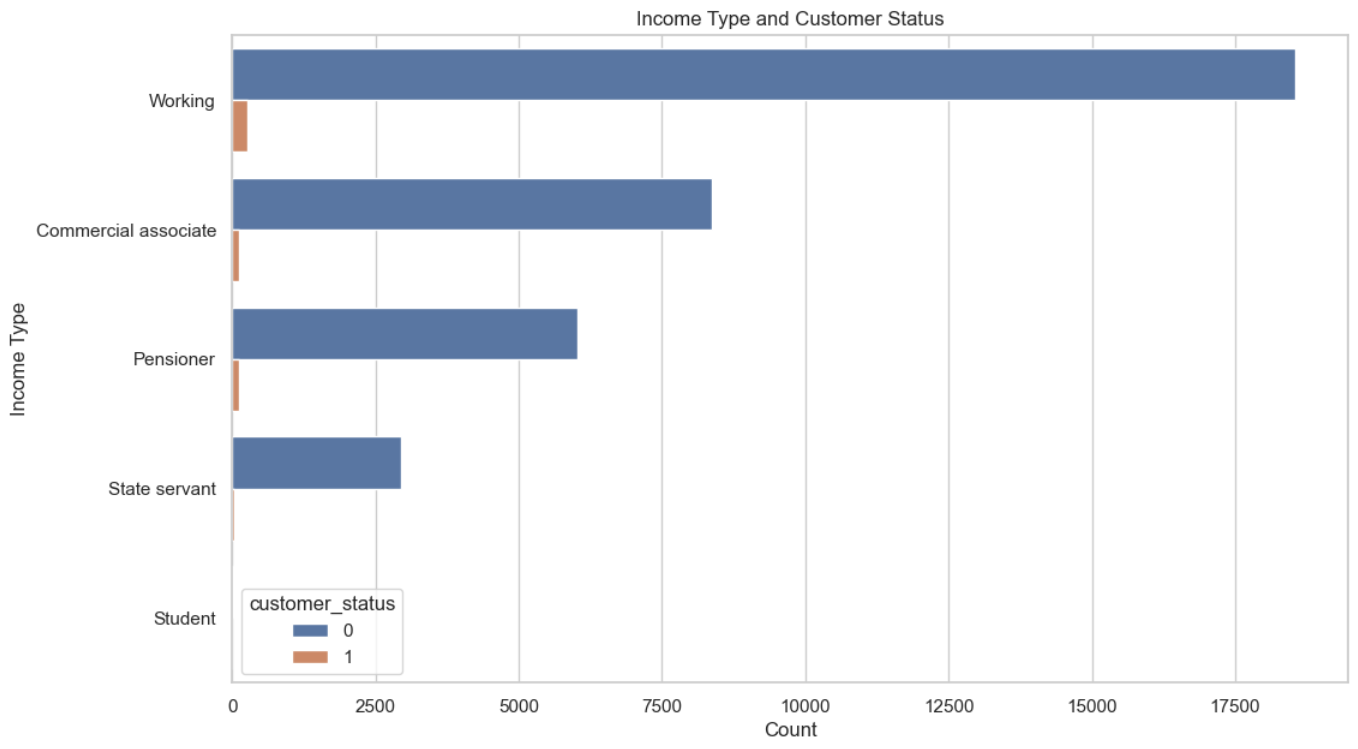 Income Type and Customer Status
Income Type
Working
Commercial associate
Pensioner
State servant
Student
customer_status
0
1
0
2500
5000
7500
10000
12500
15000
17500
Count